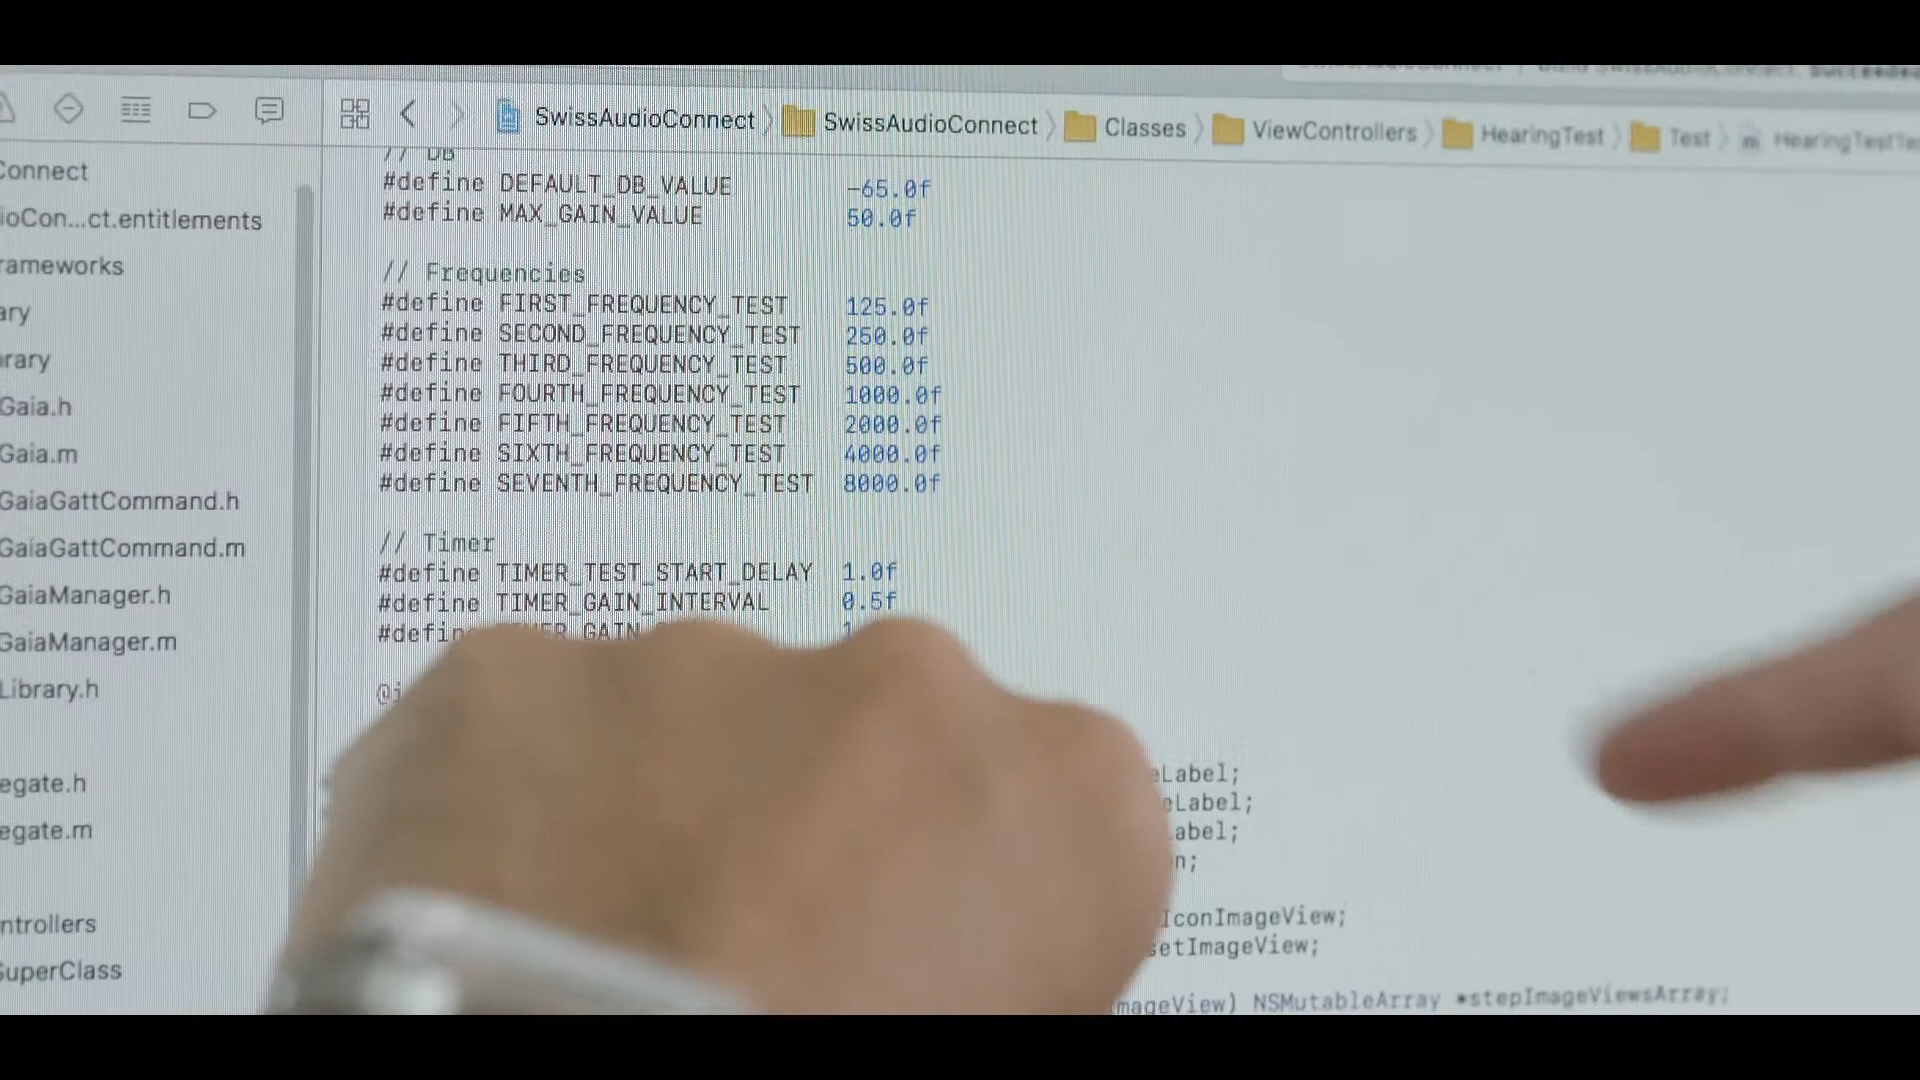 SwissAudioConnect SwissAudioConnect Classes ViewControllers HearingTest Test
Connect
ioCon...ct.entitlements
rameworks
ary
rary
Gaia.h
Gaia.m
GaiaGattCommand.h
GaiaGattCommand.m
GaiaManager.h
GaiaManager.m
Library.h
egate.h
egate.m
ntrollers
SuperClass
// DB
#define DEFAULT_DB_VALUE -65.0f
#define MAX_GAIN_VALUE 50.0f
// Frequencies
#define FIRST_FREQUENCY_TEST 125.0f
#define SECOND_FREQUENCY_TEST 250.0f
#define THIRD_FREQUENCY_TEST 500.0f
#define FOURTH_FREQUENCY_TEST 1000.0f
#define FIFTH_FREQUENCY_TEST 2000.0f
#define SIXTH_FREQUENCY_TEST 4000.0f
#define SEVENTH_FREQUENCY_TEST 8000.0f
// Timer
#define TIMER_TEST_START_DELAY 1.0f
#define TIMER_GAIN_INTERVAL 0.5f
#define
@i
eLabel;
eLabel;
abel;
n;
IconImageView;
setImageView;
mageView) NSMutableArray *stepImageViewsArray;